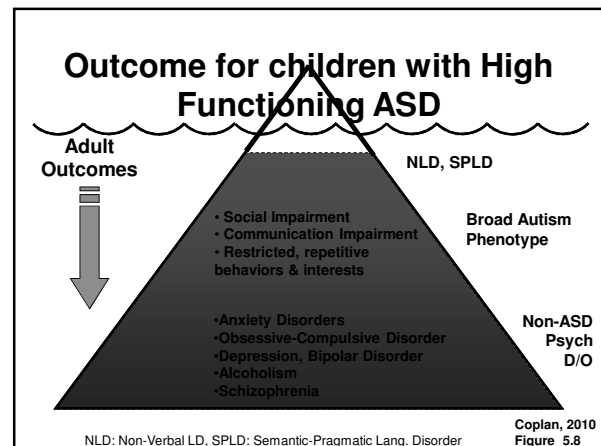 Outcome for children with High
Functioning ASD
Adult
Outcomes
NLD, SPLD
• Social Impairment
• Communication Impairment
• Restricted, repetitive
behaviors & interests
Broad Autism
Phenotype
•Anxiety Disorders
•Obsessive-Compulsive Disorder
•Depression, Bipolar Disorder
•Alcoholism
•Schizophrenia
Non-ASD
Psych
D/O
NLD: Non-Verbal LD, SPLD: Semantic-Pragmatic Lang. Disorder
Coplan, 2010
Figure 5.8